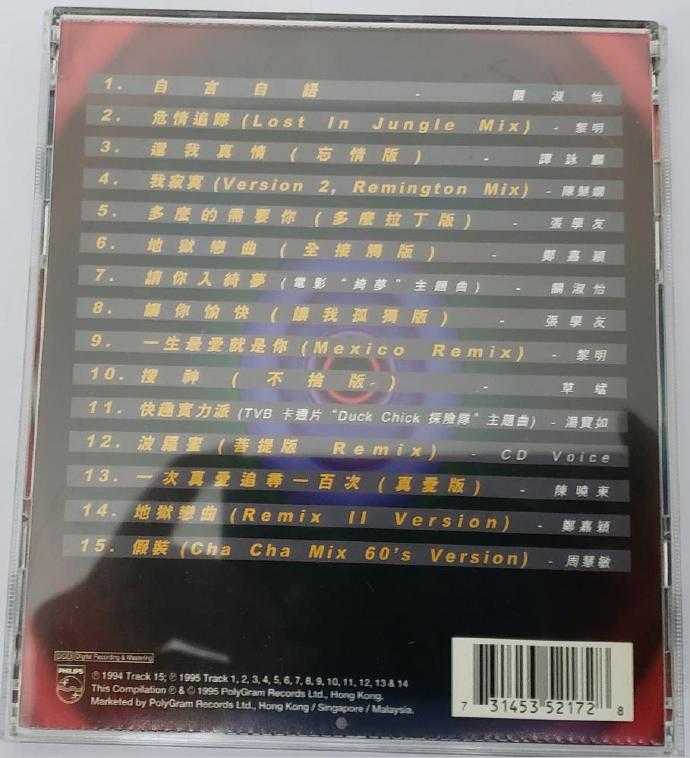 1. 自言自語 - 關淑怡
2. 危情追蹤 (Lost In Jungle Mix) - 黎明
3. 還我真情 (忘情版) - 譚詠麟
4. 我寂寞 (Version 2, Remington Mix) - 陳慧嫻
5. 多麼的需要你 (多麼拉丁版) - 張學友
6. 地獄戀曲 (全接觸版) - 鄭嘉穎
7. 請你入綺夢 (電影 "綺夢" 主題曲) - 關淑怡
8. 讓你愉快 (讓我孤獨版) - 張學友
9. 一生最愛就是你 (Mexico Remix) - 黎明
10. 搜神 (不捨版) - 草蜢
11. 快趣實力派 (TVB 卡通片 "Duck Chick 探險隊" 主題曲) - 湯寶如
12. 波羅蜜 (菩提版 Remix) - CD Voice
13. 一次真愛追尋一百次 (真愛版) - 陳曉東
14. 地獄戀曲 (Remix II Version) - 鄭嘉穎
15. 假裝 (Cha Cha Mix 60's Version) - 周慧敏
DDD Digital Recording & Mastering
PHILIPS
℗ 1994 Track 15; ℗ 1995 Track 1, 2, 3, 4, 5, 6, 7, 8, 9, 10, 11, 12, 13 & 14
This Compilation ℗ & © 1995 PolyGram Records Ltd., Hong Kong.
Marketed by PolyGram Records Ltd., Hong Kong / Singapore / Malaysia.
7 31453 52172 8